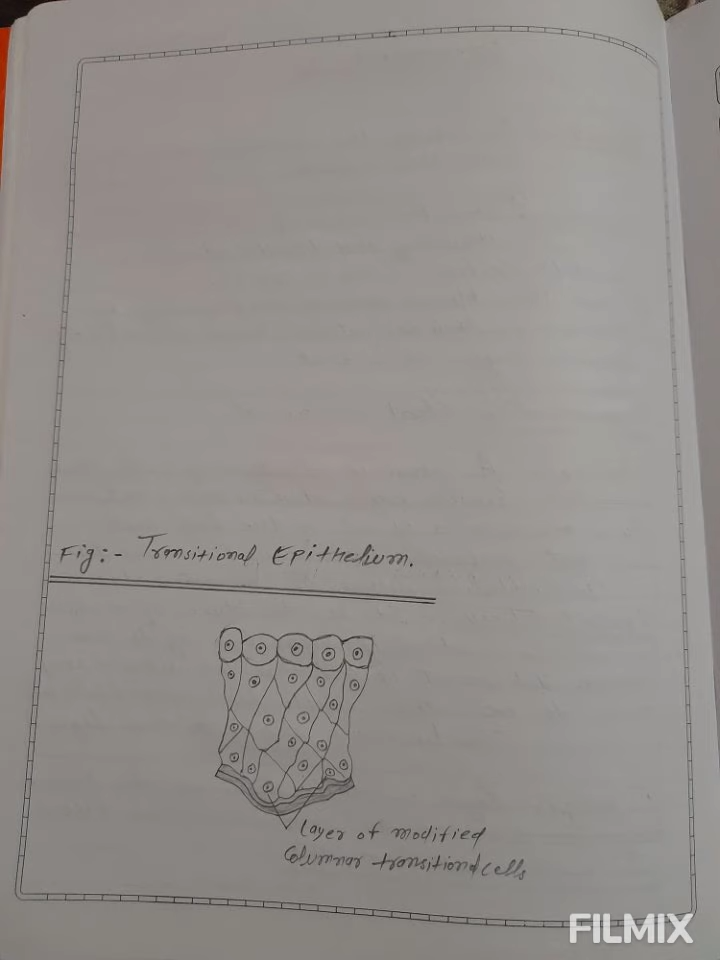 Fig:- Transitional Epithelium.
Layer of modified
columnar transitional cells
FILMIX